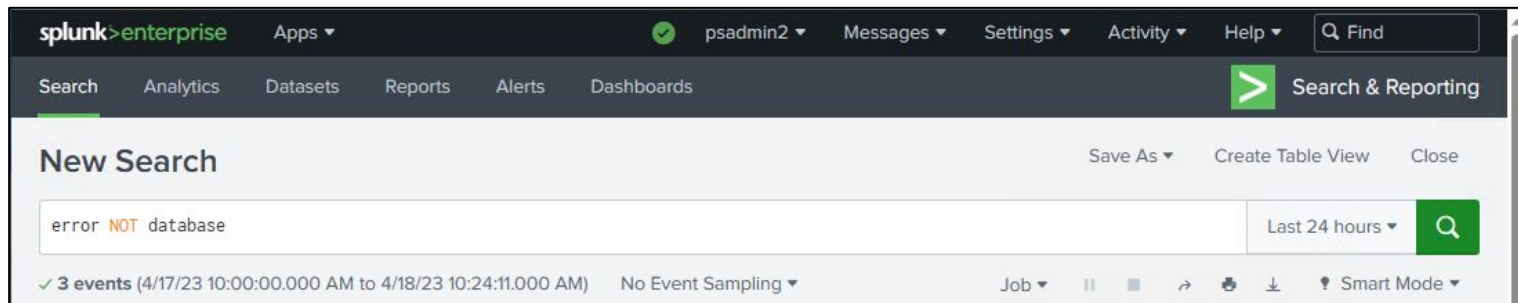 splunk>enterprise Apps ▾ psadmin2 ▾ Messages ▾ Settings ▾ Activity ▾ Help ▾ Find
Search Analytics Datasets Reports Alerts Dashboards Search & Reporting
New Search Save As ▾ Create Table View Close
error NOT database Last 24 hours ▾
✓ 3 events (4/17/23 10:00:00.000 AM to 4/18/23 10:24:11.000 AM) No Event Sampling ▾ Job ▾ Smart Mode ▾